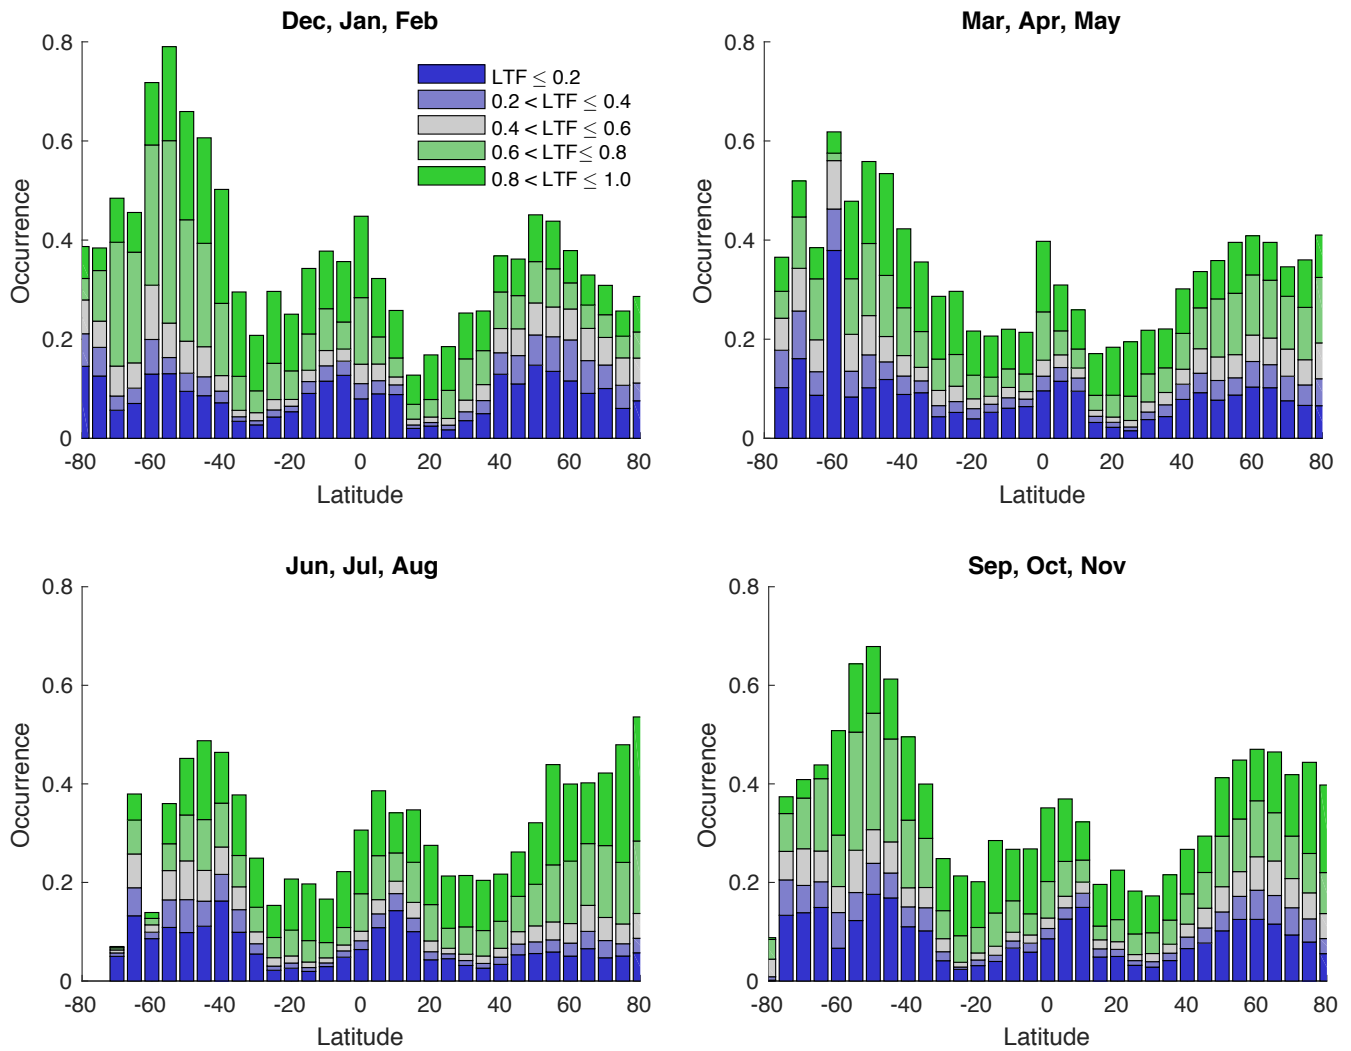 Dec, Jan, Feb
Occurrence
0.8
0.6
0.4
0.2
0
LTF ≤ 0.2
0.2 < LTF ≤ 0.4
0.4 < LTF ≤ 0.6
0.6 < LTF ≤ 0.8
0.8 < LTF ≤ 1.0
-80 -60 -40 -20 0 20 40 60 80
Latitude
Mar, Apr, May
Occurrence
0.8
0.6
0.4
0.2
0
-80 -60 -40 -20 0 20 40 60 80
Latitude
Jun, Jul, Aug
Occurrence
0.8
0.6
0.4
0.2
0
-80 -60 -40 -20 0 20 40 60 80
Latitude
Sep, Oct, Nov
Occurrence
0.8
0.6
0.4
0.2
0
-80 -60 -40 -20 0 20 40 60 80
Latitude